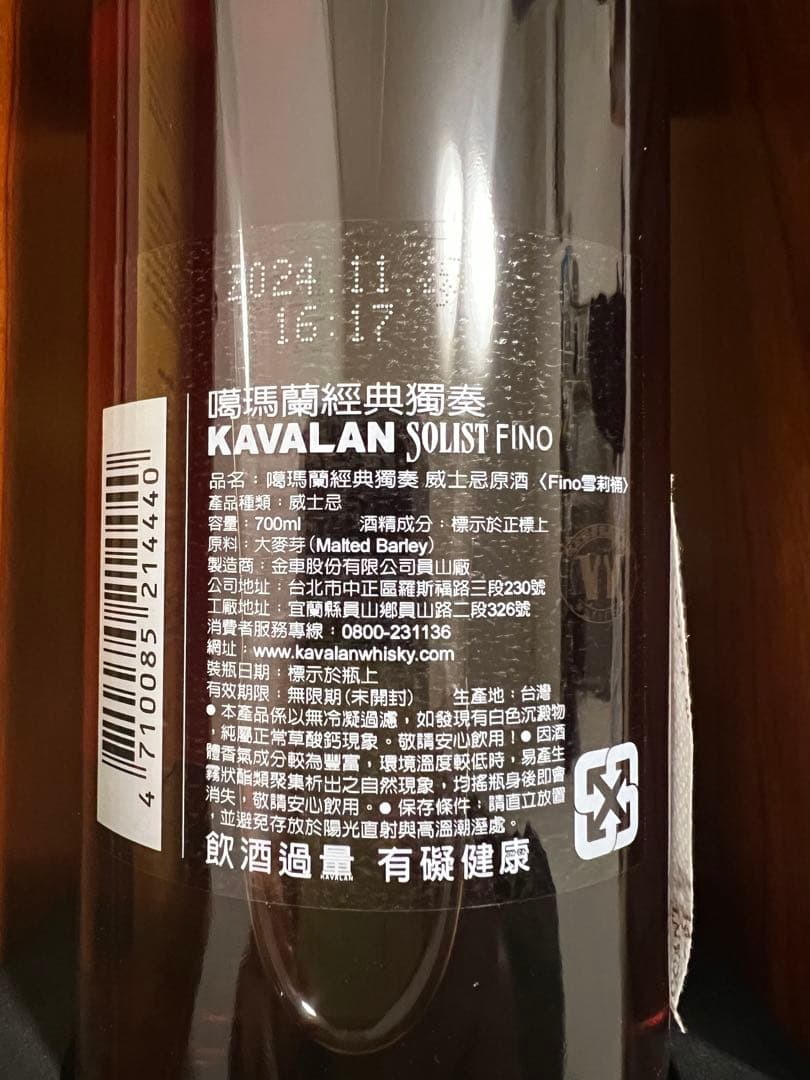 2024.11.
16:17
噶瑪蘭經典獨奏
KAVALAN SOLIST FINO
品名：噶瑪蘭經典獨奏 威士忌原酒〈Fino雪莉桶〉
產品種類：威士忌
容量：700ml 酒精成分：標示於正標上
原料：大麥芽(Malted Barley)
製造商：金車股份有限公司員山廠
公司地址：台北市中正區羅斯福路三段230號
工廠地址：宜蘭縣員山鄉員山路二段326號
消費者服務專線：0800-231136
網址：www.kavalanwhisky.com
裝瓶日期：標示於瓶上
有效期限：無限期(未開封) 生產地：台灣
●本產品係以無冷凝過濾，如發現有白色沉澱物
，純屬正常草酸鈣現象。敬請安心飲用！●因酒
體香氣成分較為豐富，環境溫度較低時，易產生
霧狀酯類聚集析出之自然現象，均搖瓶身後即會
消失，敬請安心飲用。●保存條件：請直立放置
，並避免存放於陽光直射與高溫潮溼處。
飲酒過量 有礙健康
KAVALAN
4 710085 214440